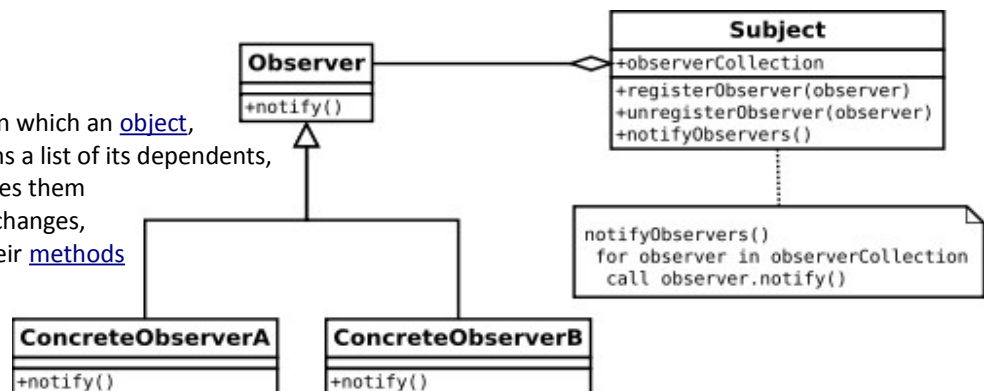 Subject
+observerCollection
+registerObserver(observer)
+unregisterObserver(observer)
+notifyObservers()
Observer
+notify()
n which an object,
s a list of its dependents,
es them
changes,
eir methods
notifyObservers()
for observer in observerCollection
call observer.notify()
ConcreteObserverA
+notify()
ConcreteObserverB
+notify()